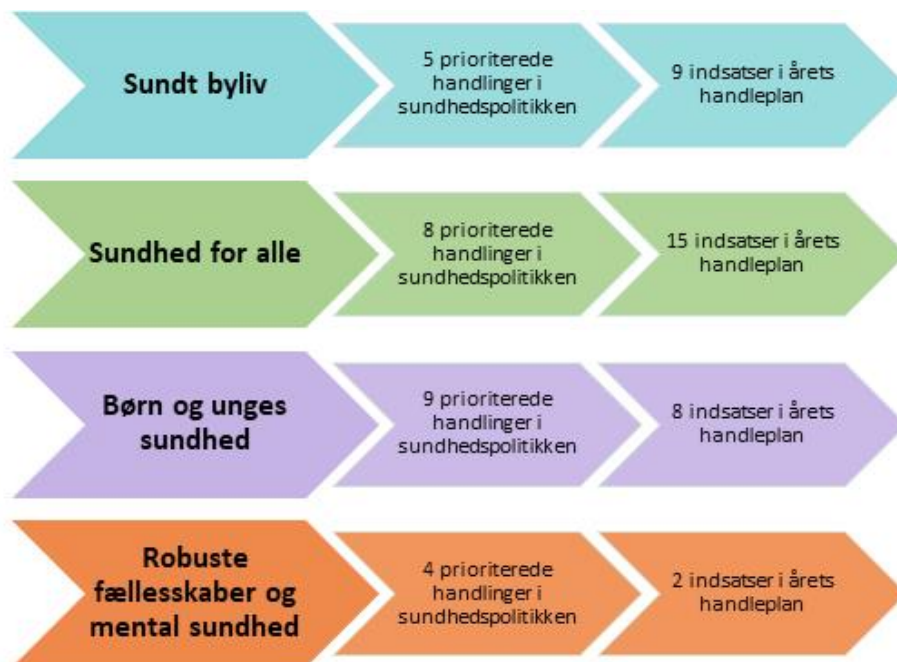 Sundt byliv
5 prioriterede
handlinger i
sundhedspolitikken
9 indsatser i årets
handleplan
Sundhed for alle
8 prioriterede
handlinger i
sundhedspolitikken
15 indsatser i årets
handleplan
Børn og unges
sundhed
9 prioriterede
handlinger i
sundhedspolitikken
8 indsatser i årets
handleplan
Robuste
fællesskaber og
mental sundhed
4 prioriterede
handlinger i
sundhedspolitikken
2 indsatser i årets
handleplan